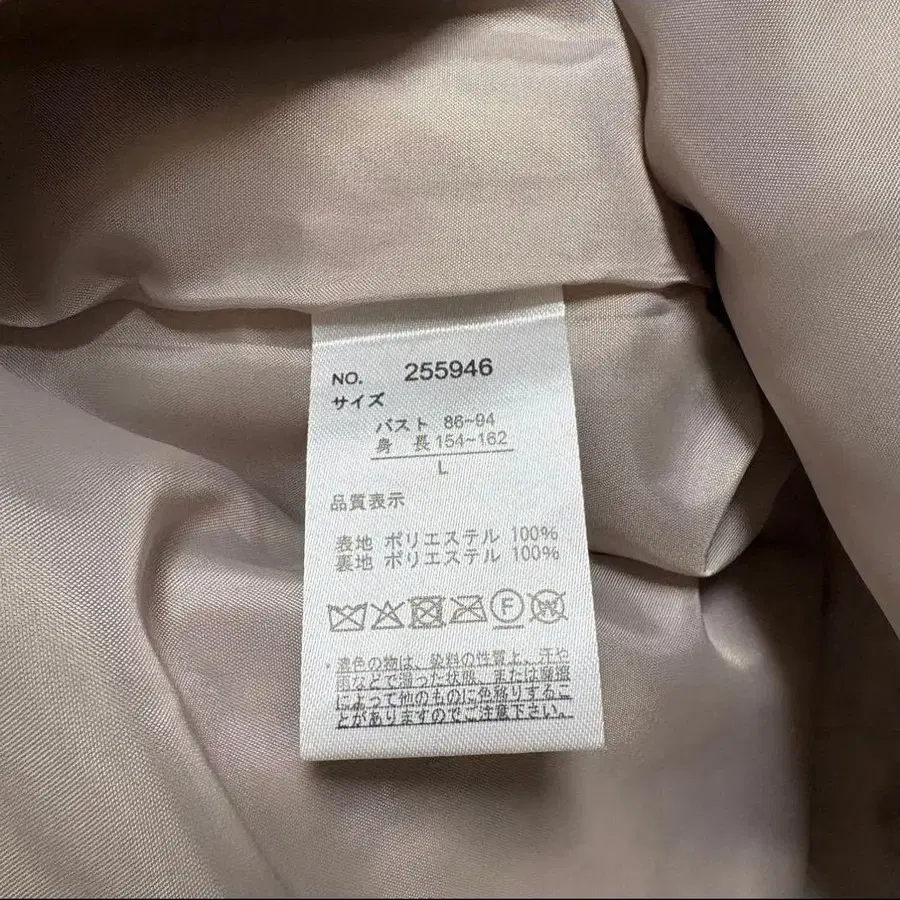 NO. 255946
サイズ
バスト 86~94
身 長 154~162
L
品質表示
表地 ポリエステル 100%
裏地 ポリエステル 100%
F W
・濃色の物は、染料の性質上、汗や
雨などで湿った状態、または摩擦
によって他のものに色移りするこ
とがありますのでご注意下さい。